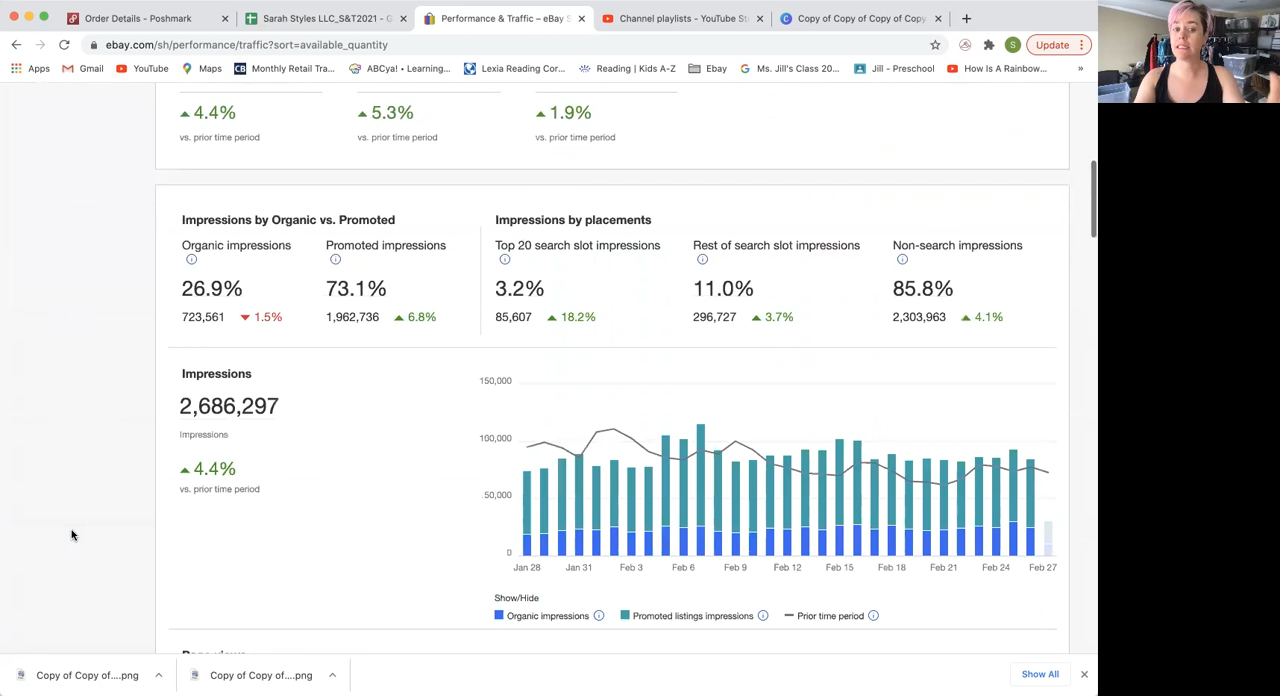 Order Details - Poshmark
Sarah Styles LLC_S&T2021 - G
Performance & Traffic – eBay S
Channel playlists - YouTube St
Copy of Copy of Copy of Copy
ebay.com/sh/performance/traffic?sort=available_quantity
S
Update
Apps
Gmail
YouTube
Maps
CB
Monthly Retail Tra...
ABCya! • Learning...
Lexia Reading Cor...
Reading | Kids A-Z
Ebay
Ms. Jill's Class 20...
Jill - Preschool
How Is A Rainbow...
»
4.4%
5.3%
1.9%
vs. prior time period
vs. prior time period
vs. prior time period
Impressions by Organic vs. Promoted
Impressions by placements
Organic impressions
Promoted impressions
Top 20 search slot impressions
Rest of search slot impressions
Non-search impressions
26.9%
73.1%
3.2%
11.0%
85.8%
723,561 1.5%
1,962,736 6.8%
85,607 18.2%
296,727 3.7%
2,303,963 4.1%
Impressions
2,686,297
Impressions
4.4%
vs. prior time period
150,000
100,000
50,000
0
Jan 28
Jan 31
Feb 3
Feb 6
Feb 9
Feb 12
Feb 15
Feb 18
Feb 21
Feb 24
Feb 27
Show/Hide
Organic impressions
Promoted listings impressions
Prior time period
Page views
Copy of Copy of....png
Copy of Copy of....png
Show All